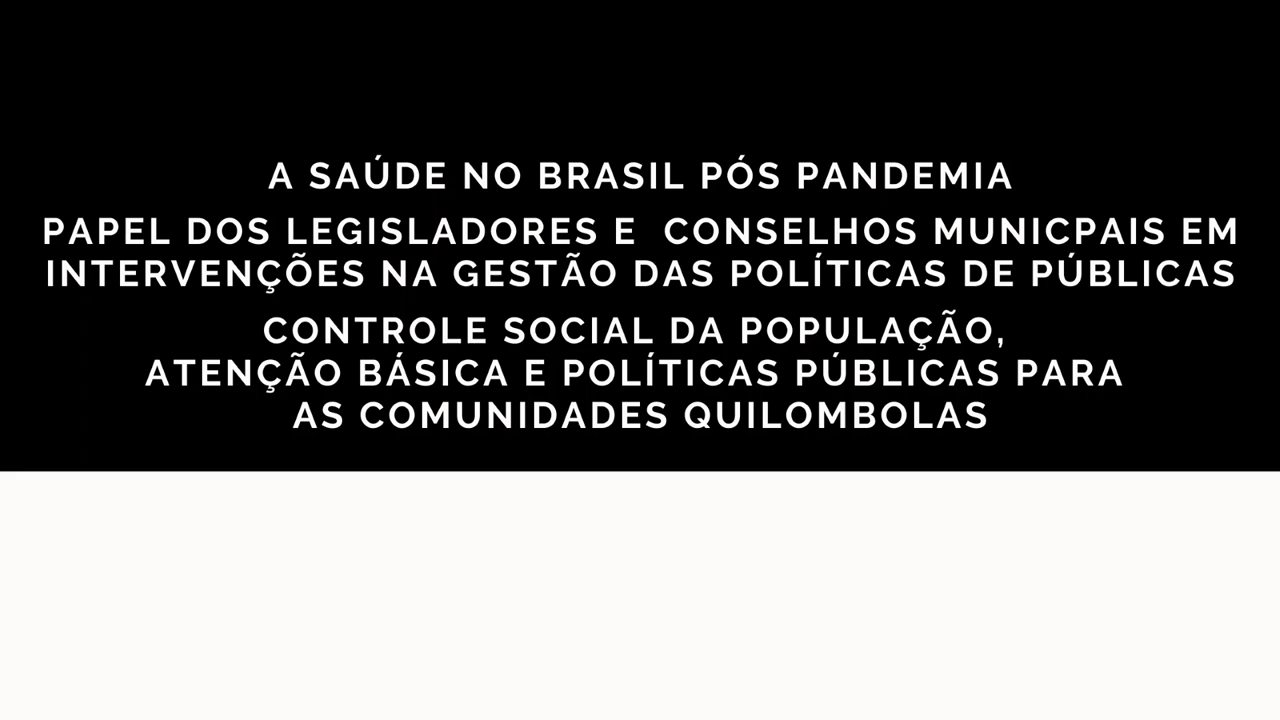 A SAÚDE NO BRASIL PÓS PANDEMIA
PAPEL DOS LEGISLADORES E CONSELHOS MUNICPAIS EM
INTERVENÇÕES NA GESTÃO DAS POLÍTICAS DE PÚBLICAS
CONTROLE SOCIAL DA POPULAÇÃO,
ATENÇÃO BÁSICA E POLÍTICAS PÚBLICAS PARA
AS COMUNIDADES QUILOMBOLAS